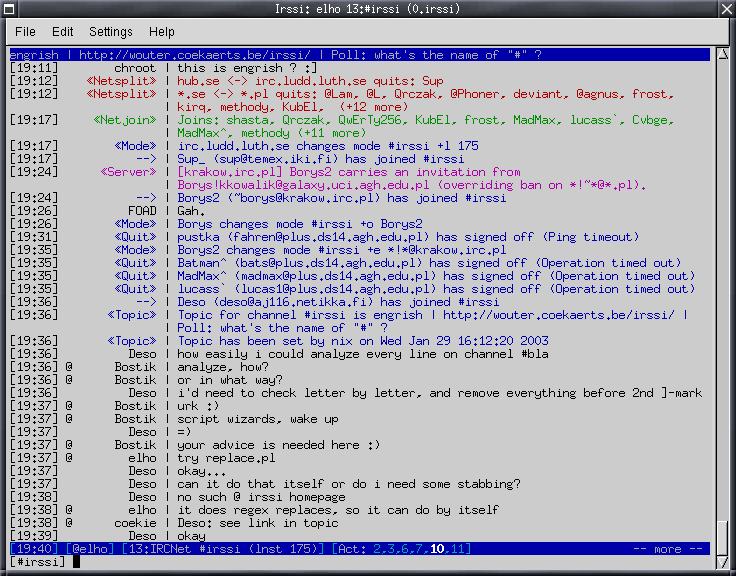 Irssi: elho 13:#irssi (0.irssi)
File Edit Settings Help
engrish | http://wouter.coekaerts.be/irssi/ | Poll: what's the name of "#" ?
[19:11] chroot | this is engrish ? :]
[19:12] «Netsplit» | hub.se <-> irc.ludd.luth.se quits: Sup
[19:12] «Netsplit» | *.se <-> *.pl quits: @Lam, @L, Qrczak, @Phoner, deviant, @agnus, frost,
| kirq, methody, KubEl, (+12 more)
[19:17] «Netjoin» | Joins: shasta, Qrczak, QwErTy256, KubEl, frost, MadMax, lucass`, Cvbge,
| MadMax^, methody (+11 more)
[19:17] «Mode» | irc.ludd.luth.se changes mode #irssi +l 175
[19:17] --> | Sup_ (sup@temex.iki.fi) has joined #irssi
[19:24] «Server» | [krakow.irc.pl] Borys2 carries an invitation from
| Borys!kkowalik@galaxy.uci.agh.edu.pl (overriding ban on *!~*@*.pl).
[19:24] --> | Borys2 (~borys@krakow.irc.pl) has joined #irssi
[19:26] FOAD | Gah.
[19:26] «Mode» | Borys changes mode #irssi +o Borys2
[19:31] «Quit» | pustka (fahren@plus.ds14.agh.edu.pl) has signed off (Ping timeout)
[19:35] «Mode» | Borys2 changes mode #irssi +e *!*@krakow.irc.pl
[19:35] «Quit» | Batman^ (bats@plus.ds14.agh.edu.pl) has signed off (Operation timed out)
[19:35] «Quit» | MadMax^ (madmax@plus.ds14.agh.edu.pl) has signed off (Operation timed out)
[19:35] «Quit» | lucass` (lucas1@plus.ds14.agh.edu.pl) has signed off (Operation timed out)
[19:36] --> | Deso (deso@aj116.netikka.fi) has joined #irssi
[19:36] «Topic» | Topic for channel #irssi is engrish | http://wouter.coekaerts.be/irssi/ |
| Poll: what's the name of "#" ?
[19:36] «Topic» | Topic has been set by nix on Wed Jan 29 16:12:20 2003
[19:36] Deso | how easily i could analyze every line on channel #bla
[19:36] @ Bostik | analyze, how?
[19:36] @ Bostik | or in what way?
[19:36] Deso | i'd need to check letter by letter, and remove everything before 2nd ]-mark
[19:37] @ Bostik | urk :)
[19:37] @ Bostik | script wizards, wake up
[19:37] Deso | =)
[19:37] @ Bostik | your advice is needed here :)
[19:37] @ elho | try replace.pl
[19:37] Deso | okay...
[19:37] Deso | can it do that itself or do i need some stabbing?
[19:38] Deso | no such @ irssi homepage
[19:38] @ elho | it does regex replaces, so it can do by itself
[19:38] @ coekie | Deso: see link in topic
[19:39] Deso | okay
[19:40] [@elho] [13:IRCNet #irssi (lnst 175)] [Act: 2,3,6,7,10,11] -- more --
[#irssi]